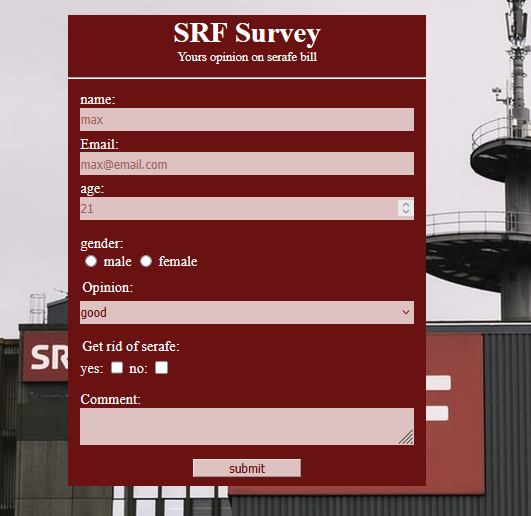 SRF Survey
Yours opinion on serafe bill
name:
max
Email:
max@email.com
age:
21
gender:
male female
Opinion:
good
Get rid of serafe:
yes: no:
Comment:
submit
SR